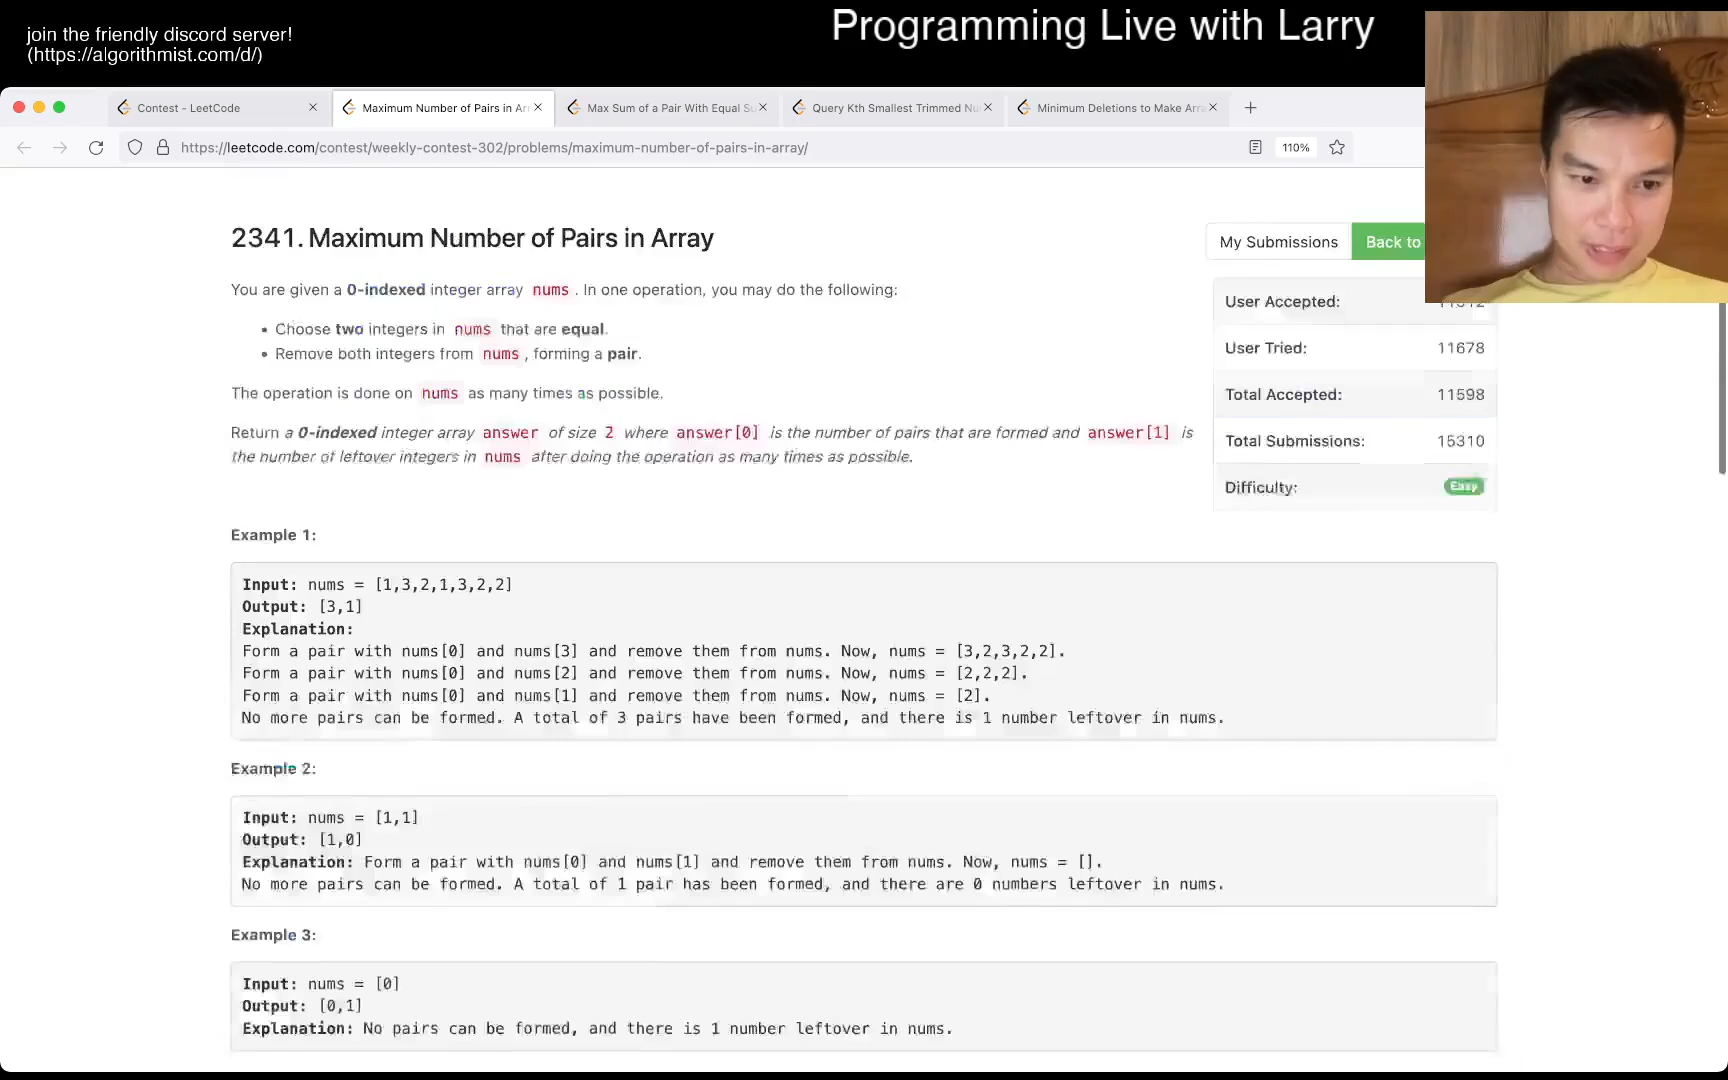 join the friendly discord server!
(https://algorithmist.com/d/)
Programming Live with Larry
Contest - LeetCode
Maximum Number of Pairs in Arr
Max Sum of a Pair With Equal Su
Query Kth Smallest Trimmed Nu
Minimum Deletions to Make Arra
https://leetcode.com/contest/weekly-contest-302/problems/maximum-number-of-pairs-in-array/
110%
2341. Maximum Number of Pairs in Array
My Submissions
Back to
You are given a 0-indexed integer array nums . In one operation, you may do the following:
• Choose two integers in nums that are equal.
• Remove both integers from nums , forming a pair.
The operation is done on nums as many times as possible.
Return a 0-indexed integer array answer of size 2 where answer[0] is the number of pairs that are formed and answer[1] is
the number of leftover integers in nums after doing the operation as many times as possible.
User Accepted:
User Tried: 11678
Total Accepted: 11598
Total Submissions: 15310
Difficulty: Easy
Example 1:
Input: nums = [1,3,2,1,3,2,2]
Output: [3,1]
Explanation:
Form a pair with nums[0] and nums[3] and remove them from nums. Now, nums = [3,2,3,2,2].
Form a pair with nums[0] and nums[2] and remove them from nums. Now, nums = [2,2,2].
Form a pair with nums[0] and nums[1] and remove them from nums. Now, nums = [2].
No more pairs can be formed. A total of 3 pairs have been formed, and there is 1 number leftover in nums.
Example 2:
Input: nums = [1,1]
Output: [1,0]
Explanation: Form a pair with nums[0] and nums[1] and remove them from nums. Now, nums = [].
No more pairs can be formed. A total of 1 pair has been formed, and there are 0 numbers leftover in nums.
Example 3:
Input: nums = [0]
Output: [0,1]
Explanation: No pairs can be formed, and there is 1 number leftover in nums.